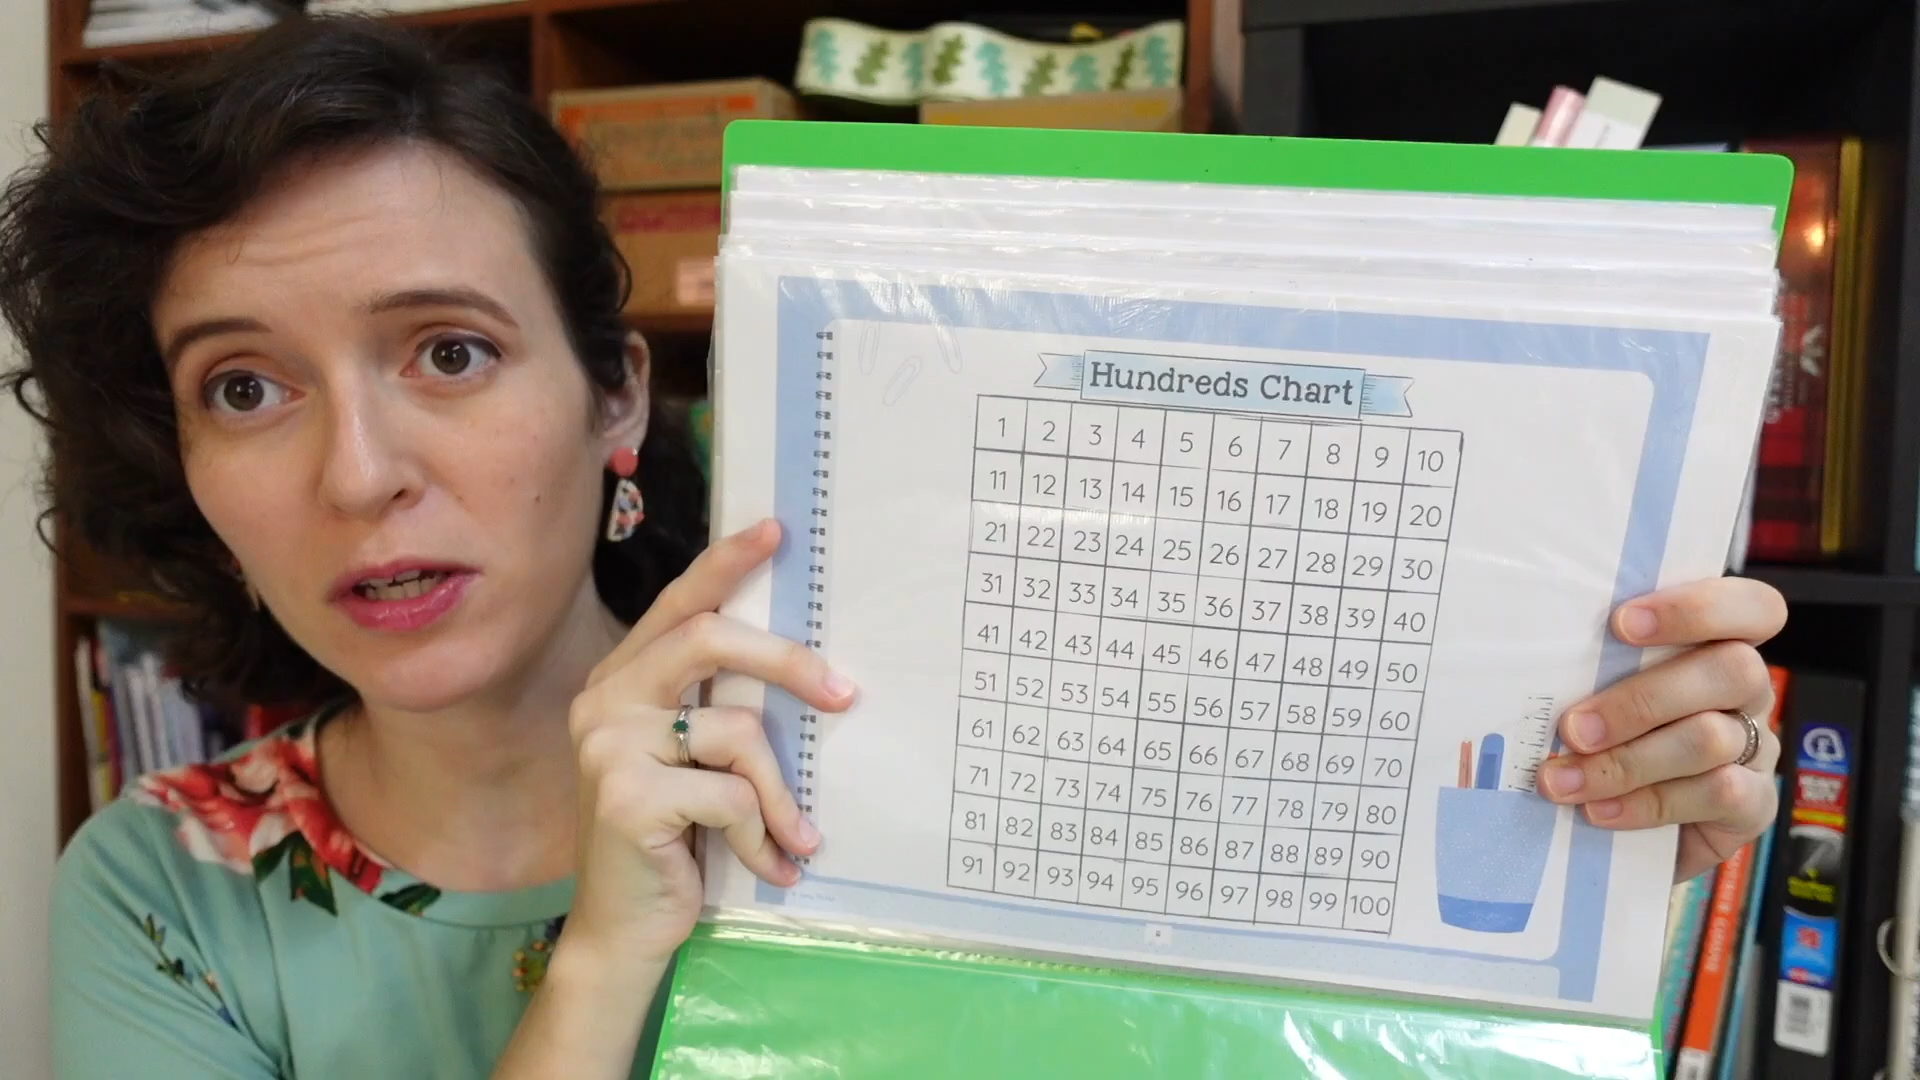 Hundreds Chart
1 2 3 4 5 6 7 8 9 10
11 12 13 14 15 16 17 18 19 20
21 22 23 24 25 26 27 28 29 30
31 32 33 34 35 36 37 38 39 40
41 42 43 44 45 46 47 48 49 50
51 52 53 54 55 56 57 58 59 60
61 62 63 64 65 66 67 68 69 70
71 72 73 74 75 76 77 78 79 80
81 82 83 84 85 86 87 88 89 90
91 92 93 94 95 96 97 98 99 100